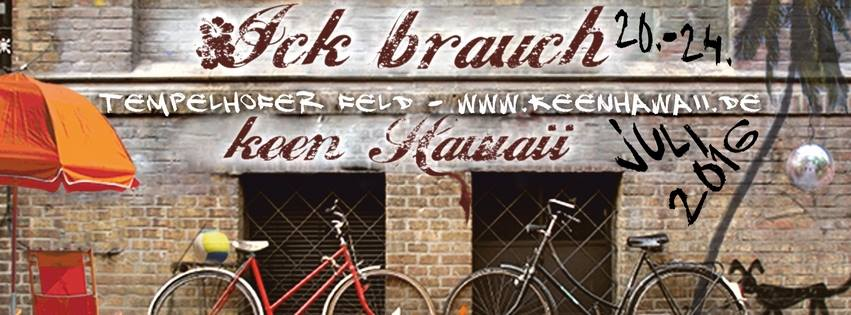 Ick brauch
20.-24.
TEMPELHOFER FELD - WWW.KEENHAWAII.DE
keen Hawaii
JULI
2016